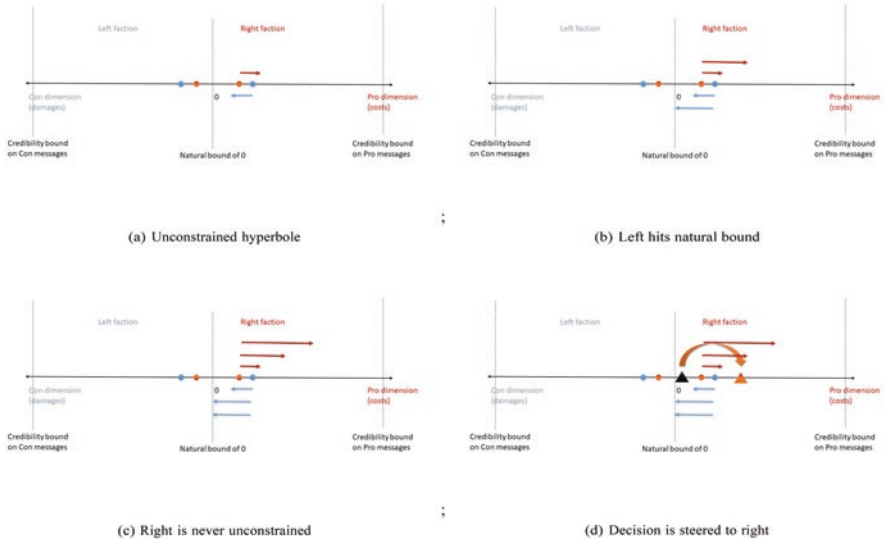 Left faction
Right faction
0
Con dimension
(damages)
Pro dimension
(costs)
Credibility bound
on Con messages
Natural bound of 0
Credibility bound
on Pro messages
(a) Unconstrained hyperbole
;
Left faction
Right faction
0
Con dimension
(damages)
Pro dimension
(costs)
Credibility bound
on Con messages
Natural bound of 0
Credibility bound
on Pro messages
(b) Left hits natural bound
Left faction
Right faction
0
Con dimension
(damages)
Pro dimension
(costs)
Credibility bound
on Con messages
Natural bound of 0
Credibility bound
on Pro messages
(c) Right is never unconstrained
;
Left faction
Right faction
0
Con dimension
(damages)
Pro dimension
(costs)
Credibility bound
on Con messages
Natural bound of 0
Credibility bound
on Pro messages
(d) Decision is steered to right